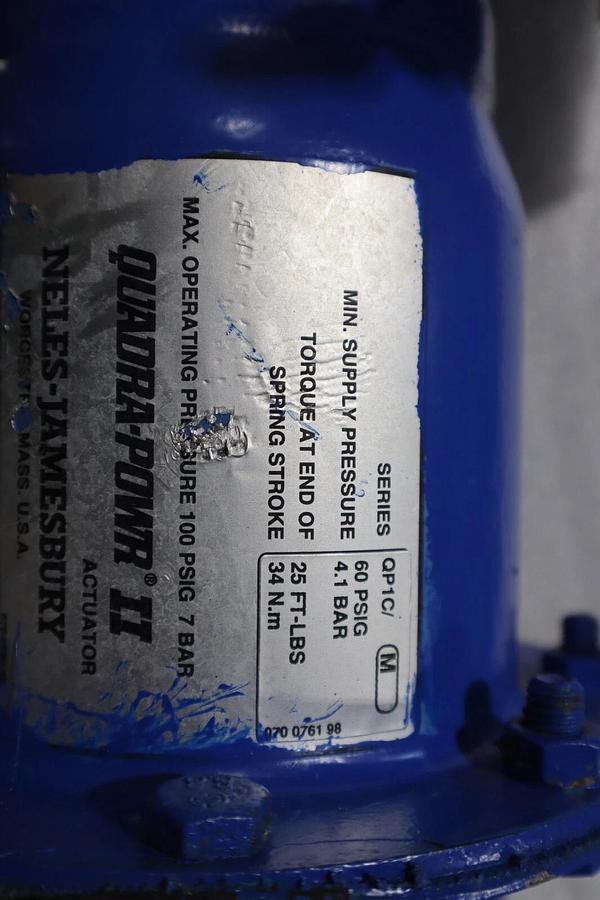 SERIES QP1C/ M
MIN. SUPPLY PRESSURE 60 PSIG
4.1 BAR
TORQUE AT END OF 25 FT-LBS
SPRING STROKE 34 N.m
070 0761 98
MAX. OPERATING PRESSURE 100 PSIG 7 BAR
QUADRA-POWR® II
ACTUATOR
NELES-JAMESBURY
MASS. U.S.A.